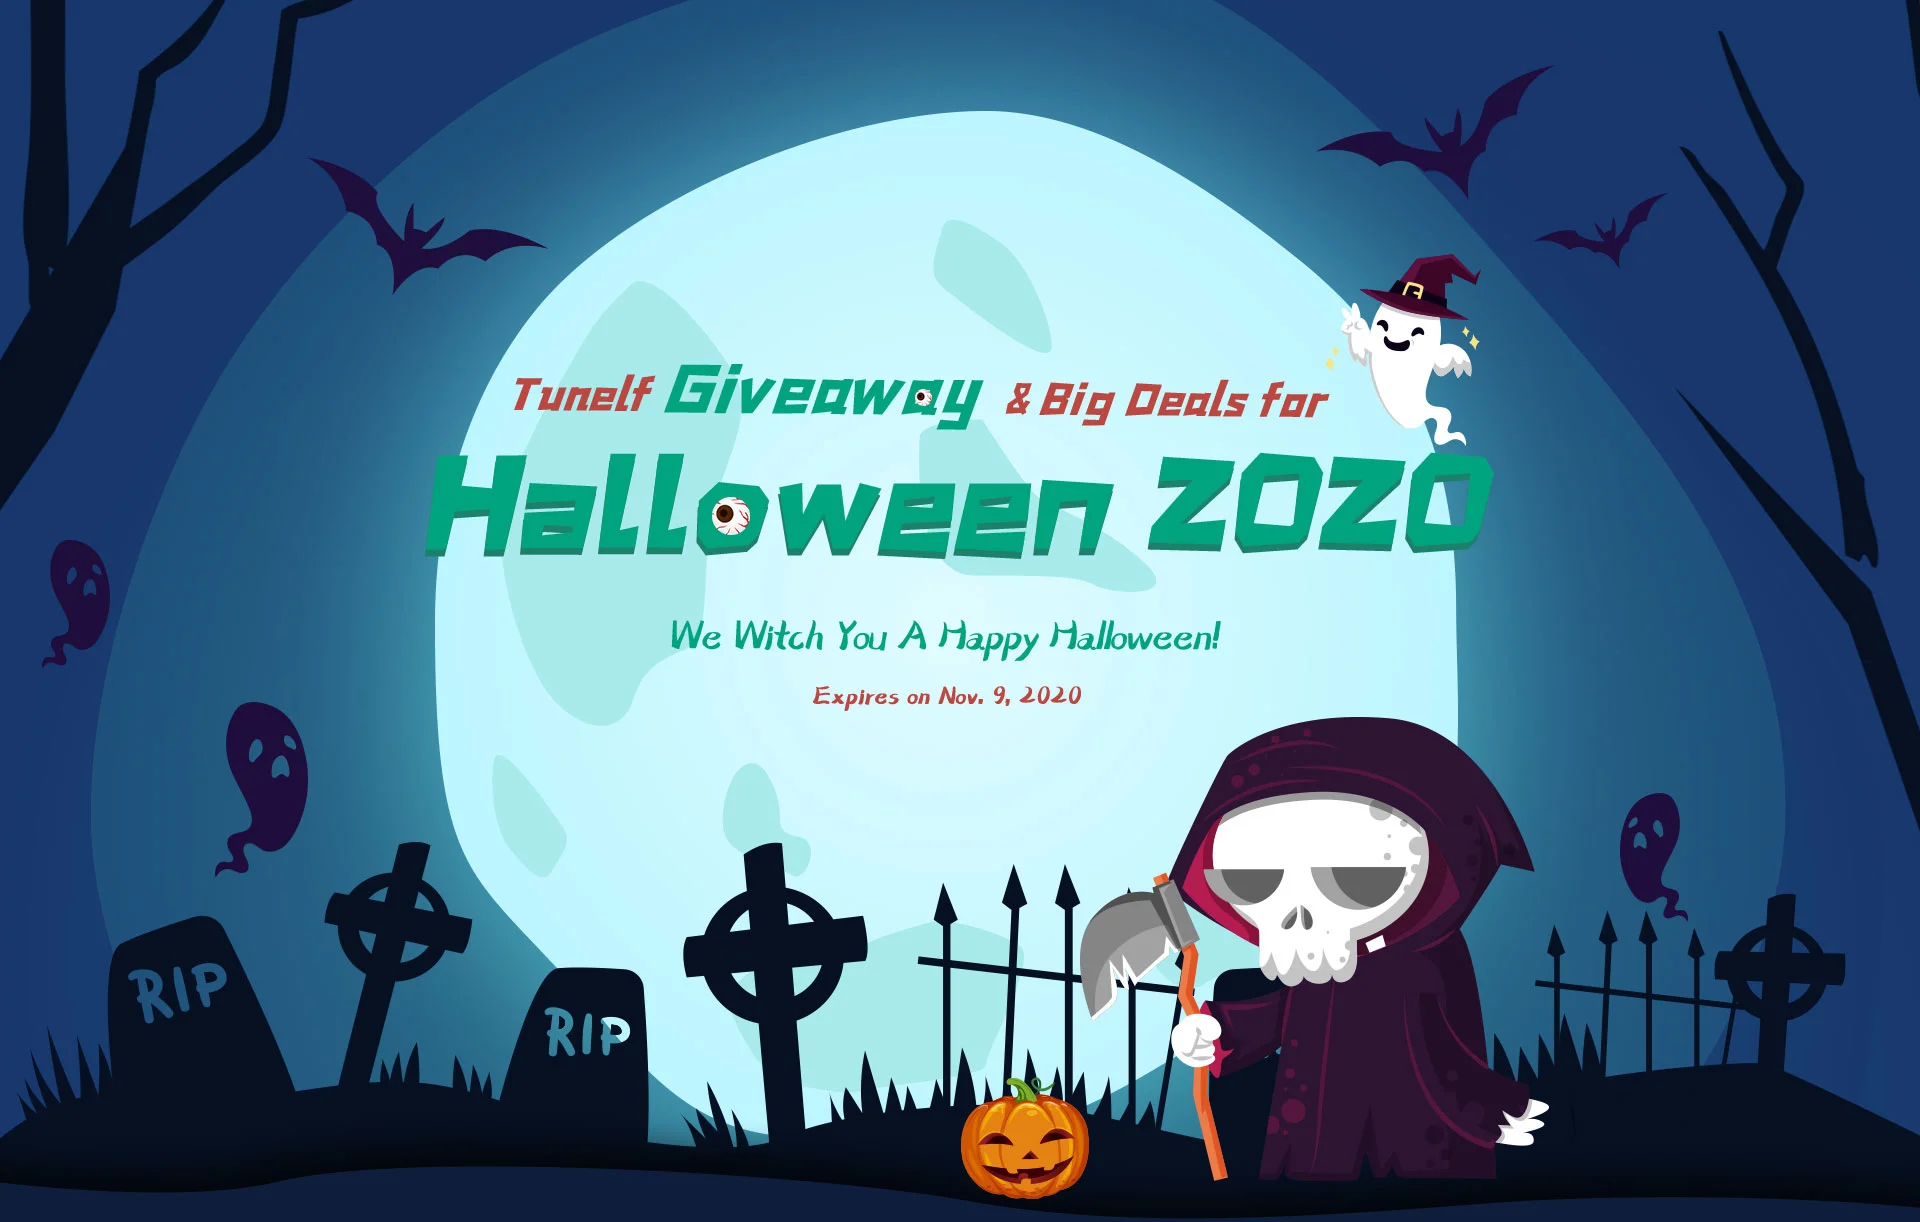 Tunelf Giveaway & Big Deals for
Halloween 2020
We Witch You A Happy Halloween!
Expires on Nov. 9, 2020
RIP
RIP